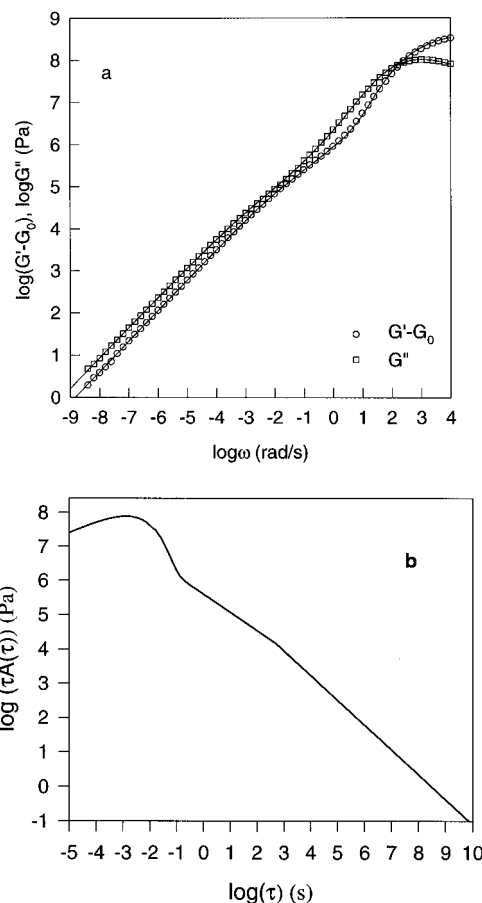 9
8
7
6
5
4
3
2
1
0
log(G'-G₀), logG" (Pa)
a
○ G'-G₀
□ G"
-9 -8 -7 -6 -5 -4 -3 -2 -1 0 1 2 3 4
logω (rad/s)
8
7
6
5
4
3
2
1
0
-1
log (τA(τ)) (Pa)
b
-5 -4 -3 -2 -1 0 1 2 3 4 5 6 7 8 9 10
log(τ) (s)